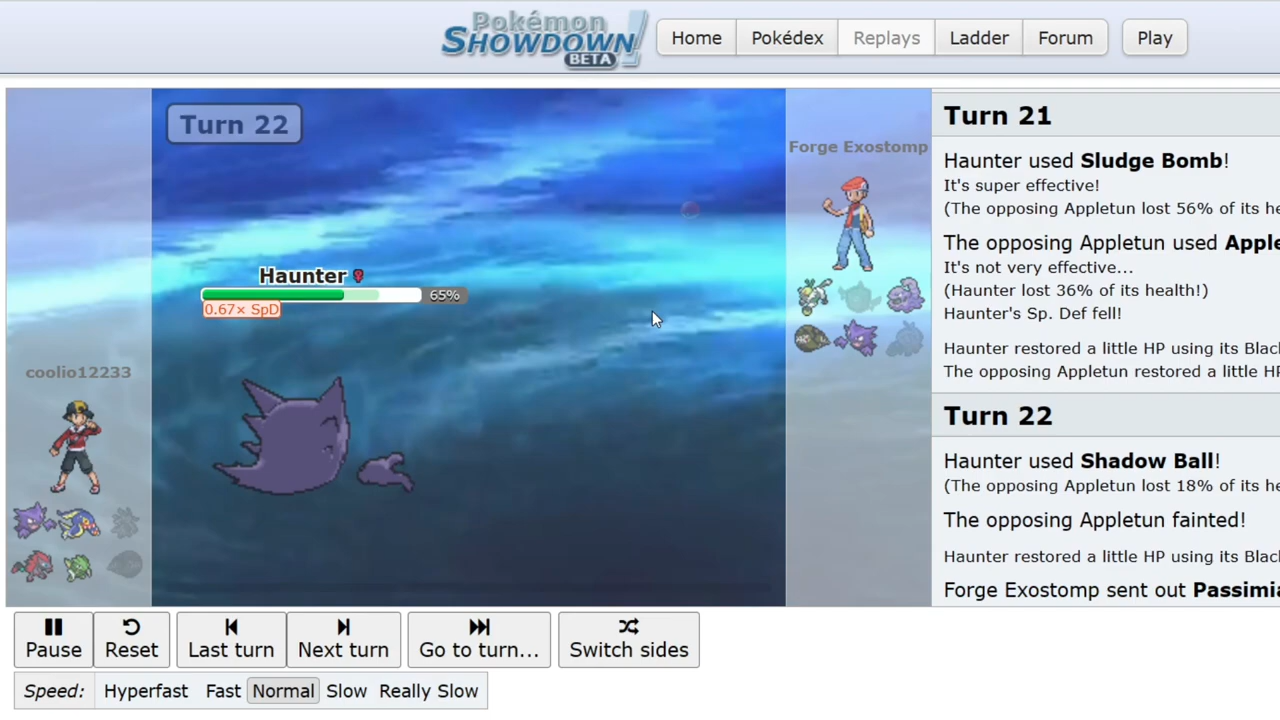 Pokémon
SHOWDOWN!
BETA
Home
Pokédex
Replays
Ladder
Forum
Play
Turn 22
Haunter ♀
65%
0.67× SpD
coolio12233
Forge Exostomp
Turn 21
Haunter used Sludge Bomb!
It's super effective!
(The opposing Appletun lost 56% of its he
The opposing Appletun used Apple
It's not very effective...
(Haunter lost 36% of its health!)
Haunter's Sp. Def fell!
Haunter restored a little HP using its Blac
The opposing Appletun restored a little HP
Turn 22
Haunter used Shadow Ball!
(The opposing Appletun lost 18% of its he
The opposing Appletun fainted!
Haunter restored a little HP using its Blac
Forge Exostomp sent out Passimia
Pause
Reset
Last turn
Next turn
Go to turn...
Switch sides
Speed:
Hyperfast
Fast
Normal
Slow
Really Slow